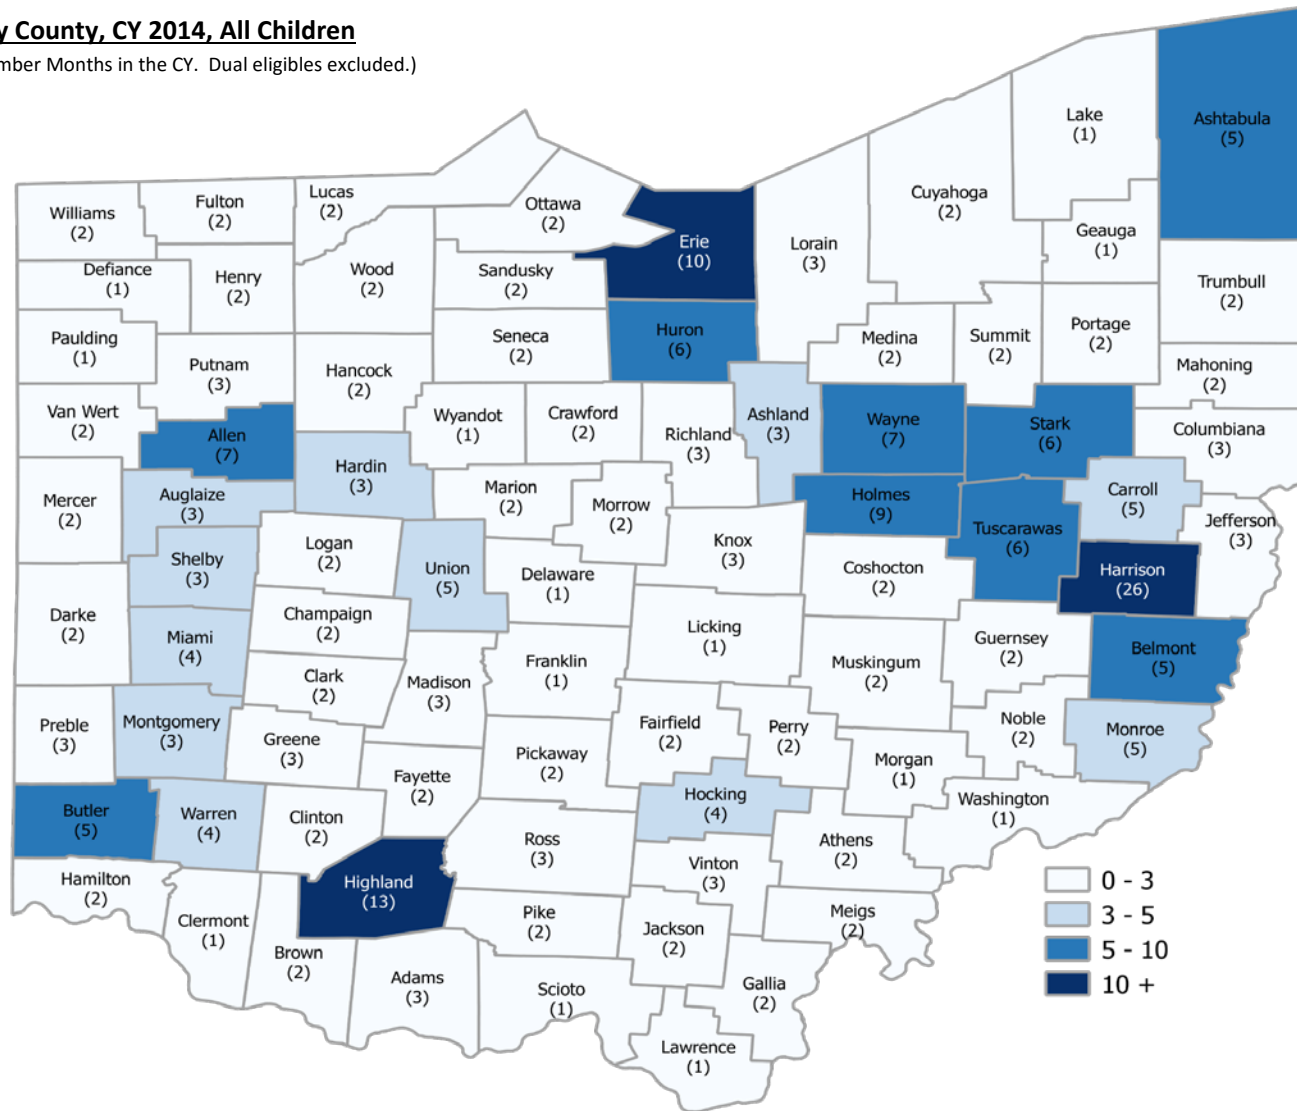 y County, CY 2014, All Children
mber Months in the CY.  Dual eligibles excluded.)
Lake
(1)
Ashtabula
(5)
Cuyahoga
(2)
Lucas
(2)
Fulton
(2)
Williams
(2)
Ottawa
(2)
Geauga
(1)
Erie
(10)
Lorain
(3)
Defiance
(1)
Henry
(2)
Wood
(2)
Sandusky
(2)
Trumbull
(2)
Paulding
(1)
Seneca
(2)
Huron
(6)
Medina
(2)
Summit
(2)
Portage
(2)
Putnam
(3)
Hancock
(2)
Mahoning
(2)
Van Wert
(2)
Allen
(7)
Wyandot
(1)
Crawford
(2)
Richland
(3)
Ashland
(3)
Wayne
(7)
Stark
(6)
Columbiana
(3)
Hardin
(3)
Mercer
(2)
Auglaize
(3)
Marion
(2)
Morrow
(2)
Holmes
(9)
Carroll
(5)
Tuscarawas
(6)
Jefferson
(3)
Shelby
(3)
Logan
(2)
Union
(5)
Delaware
(1)
Knox
(3)
Coshocton
(2)
Harrison
(26)
Darke
(2)
Champaign
(2)
Miami
(4)
Licking
(1)
Guernsey
(2)
Belmont
(5)
Clark
(2)
Madison
(3)
Franklin
(1)
Muskingum
(2)
Preble
(3)
Montgomery
(3)
Greene
(3)
Fairfield
(2)
Perry
(2)
Noble
(2)
Monroe
(5)
Pickaway
(2)
Morgan
(1)
Fayette
(2)
Butler
(5)
Warren
(4)
Clinton
(2)
Hocking
(4)
Washington
(1)
Ross
(3)
Athens
(2)
Vinton
(3)
Hamilton
(2)
Highland
(13)
0 - 3
3 - 5
5 - 10
10 +
Clermont
(1)
Pike
(2)
Jackson
(2)
Meigs
(2)
Brown
(2)
Adams
(3)
Scioto
(1)
Gallia
(2)
Lawrence
(1)